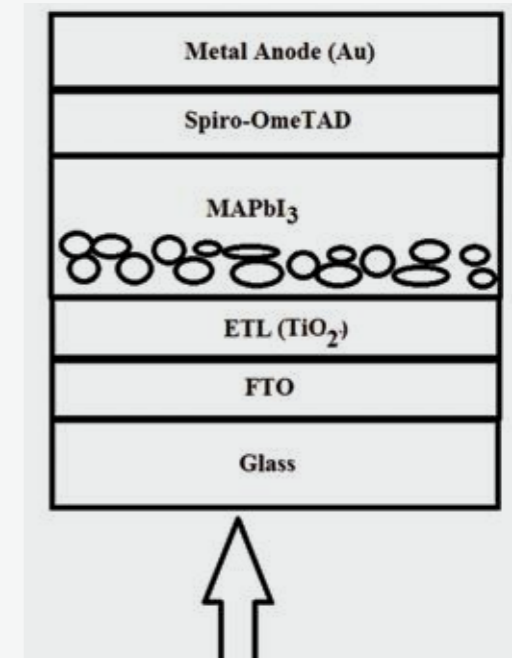 Metal Anode (Au)
Spiro-OmeTAD
MAPbI3
ETL (TiO2)
FTO
Glass